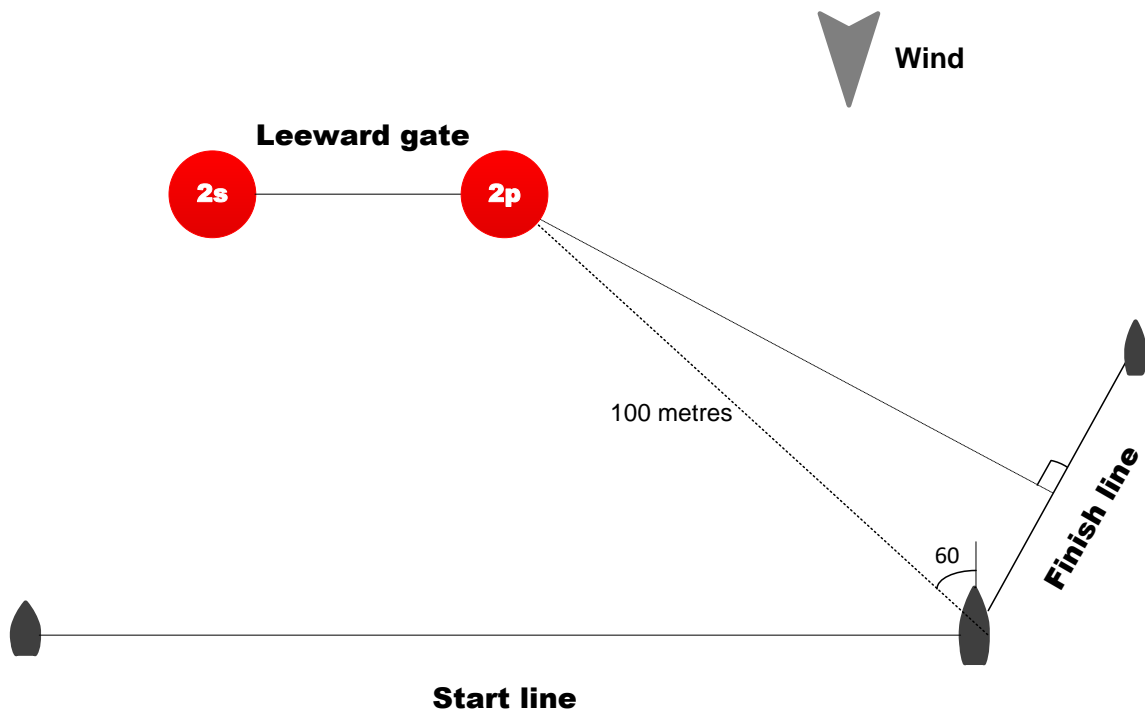 Wind
Leeward gate
2s
2p
100 metres
60
Finish line
Start line